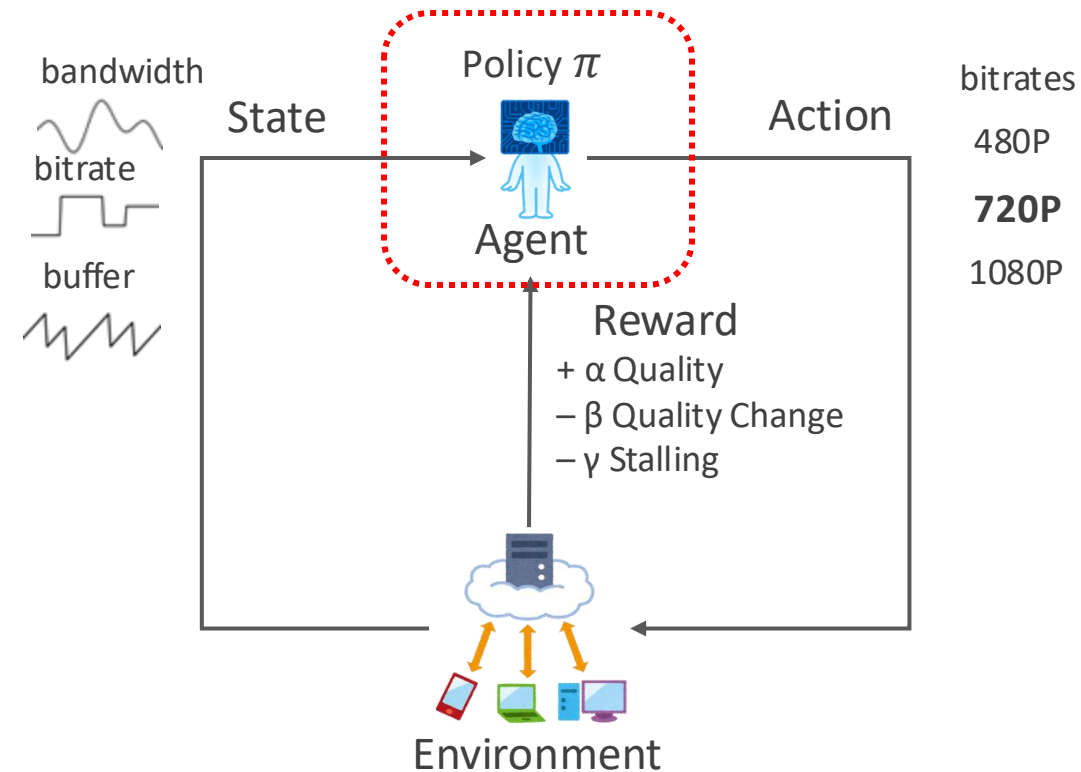 bandwidth
bitrate
buffer
State
Policy π
Agent
Action
bitrates
480P
720P
1080P
Reward
+ α Quality
– β Quality Change
– γ Stalling
Environment